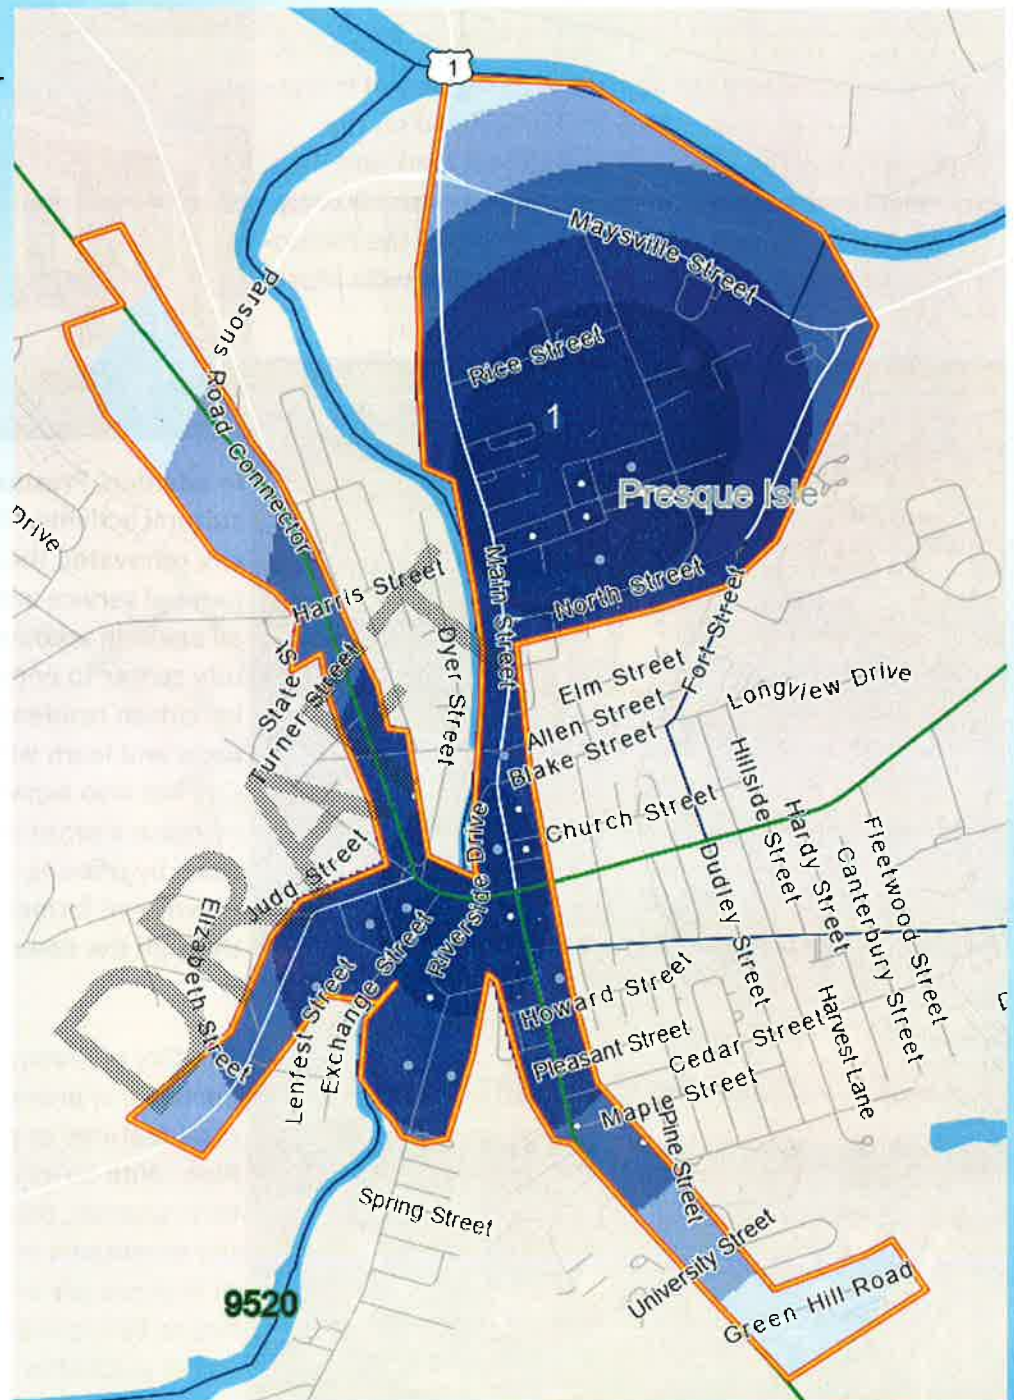 1
Maysville Street
Parsons Road Connector
Rice Street
1
Presque Isle
Drive
Main Street
North Street
Harris Street
Fort Street
Dyer Street
State St
Turner Street
Elm Street
Allen Street
Blake Street
Longview Drive
Hillside Street
Hardy Street
Fleetwood Street
Canterbury Street
Church Street
Riverside Drive
Judd Street
Dudley Street
DRAFT
Elizabeth Street
Lenfest Street
Exchange Street
Howard Street
Pleasant Street
Cedar Street
Harvest Lane
Maple Street
Pine Street
Spring Street
University Street
Green Hill Road
9520